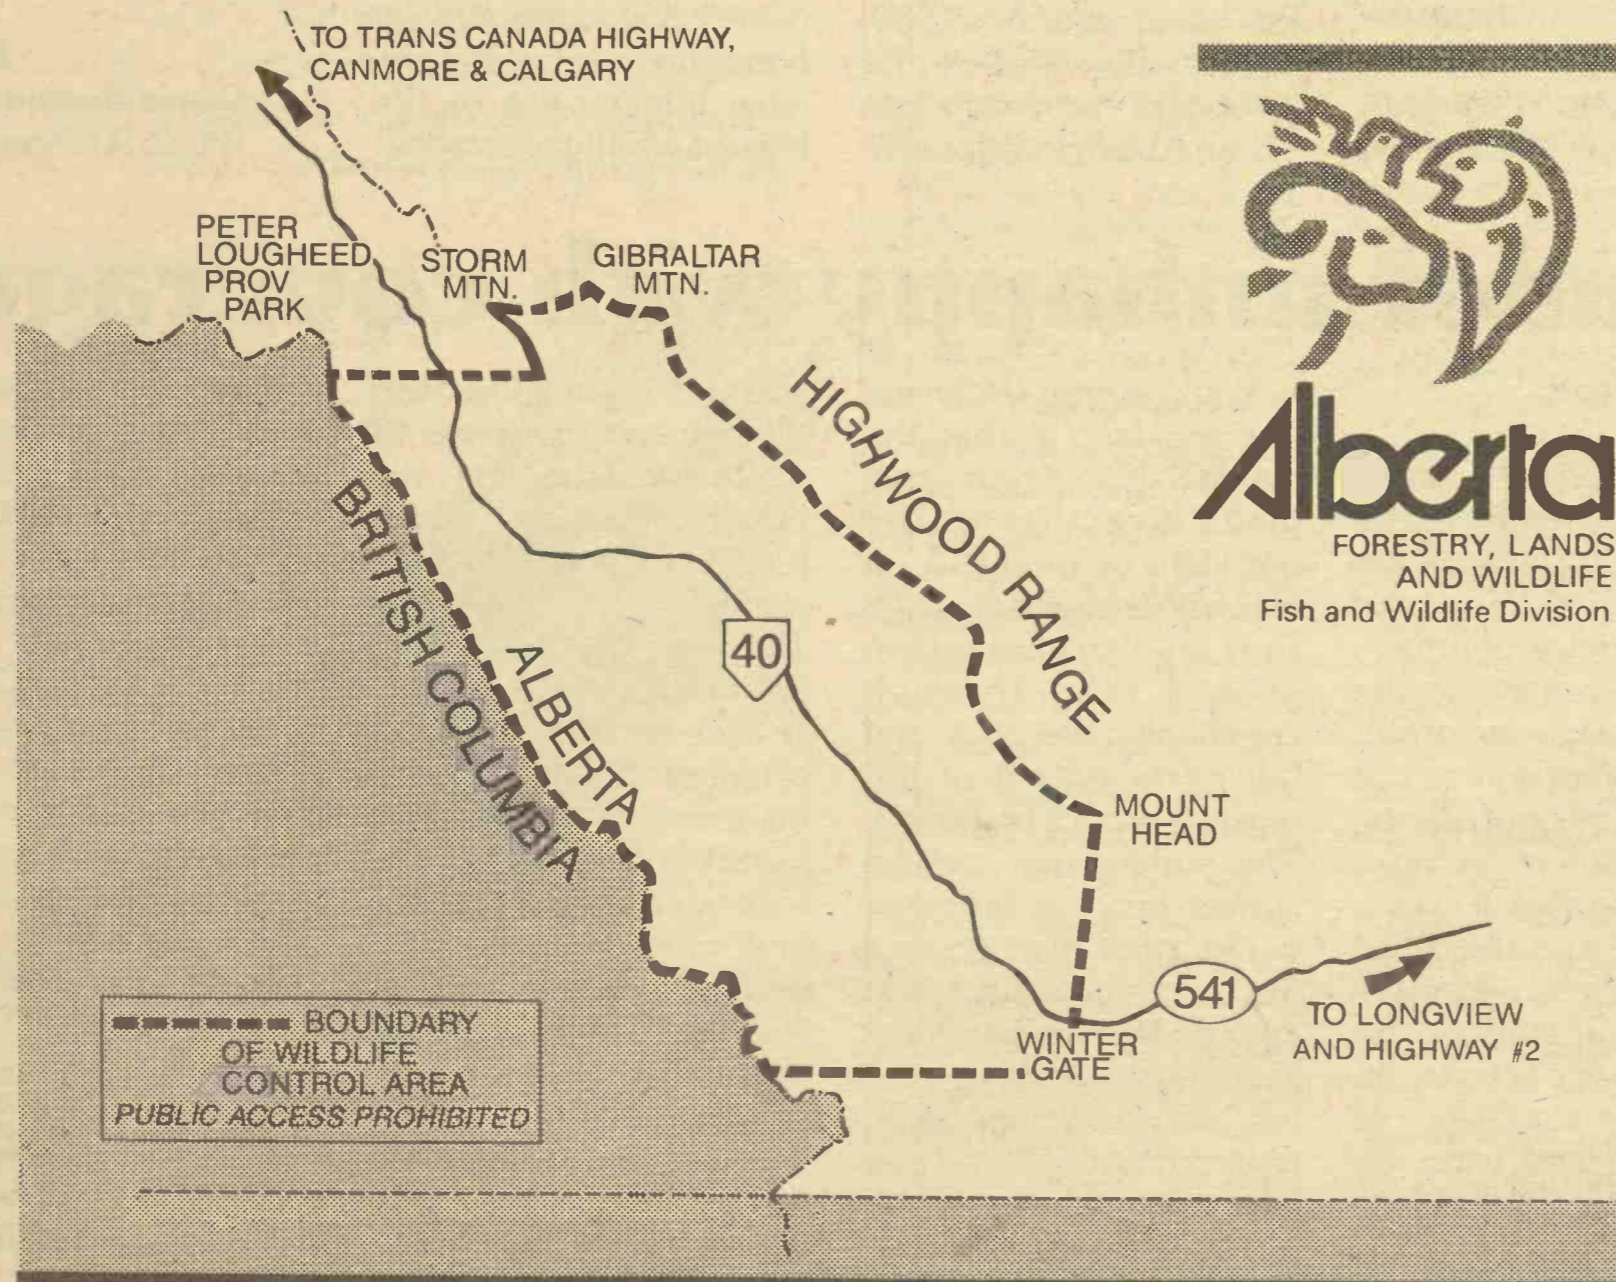 TO TRANS CANADA HIGHWAY,
CANMORE & CALGARY
PETER
LOUGHEED
PROV
PARK
STORM
MTN.
GIBRALTAR
MTN.
HIGHWOOD RANGE
Alberta
FORESTRY, LANDS
AND WILDLIFE
Fish and Wildlife Division
BRITISH COLUMBIA
ALBERTA
40
MOUNT
HEAD
541
TO LONGVIEW
AND HIGHWAY #2
WINTER
GATE
BOUNDARY
OF WILDLIFE
CONTROL AREA
PUBLIC ACCESS PROHIBITED